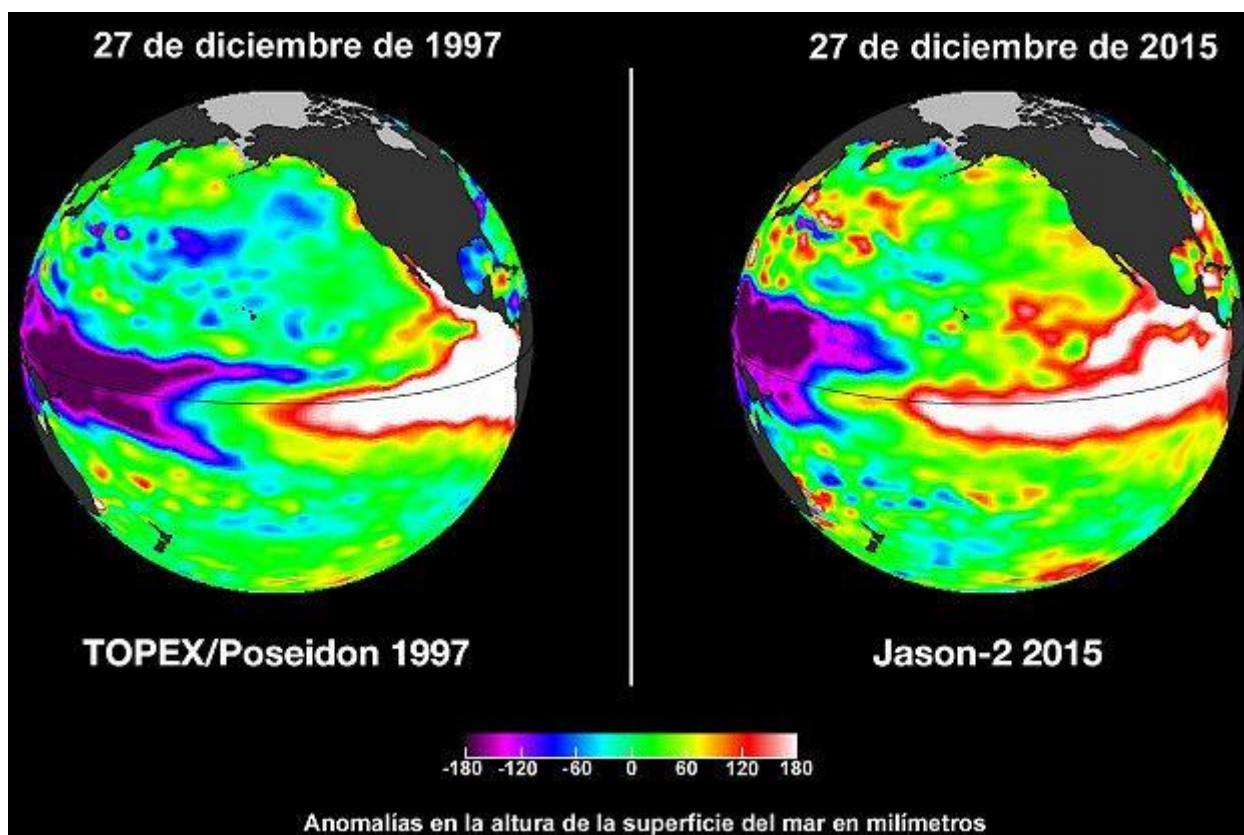 27 de diciembre de 1997
27 de diciembre de 2015
TOPEX/Poseidon 1997
Jason-2 2015
-180 -120 -60 0 60 120 180
Anomalías en la altura de la superficie del mar en milímetros